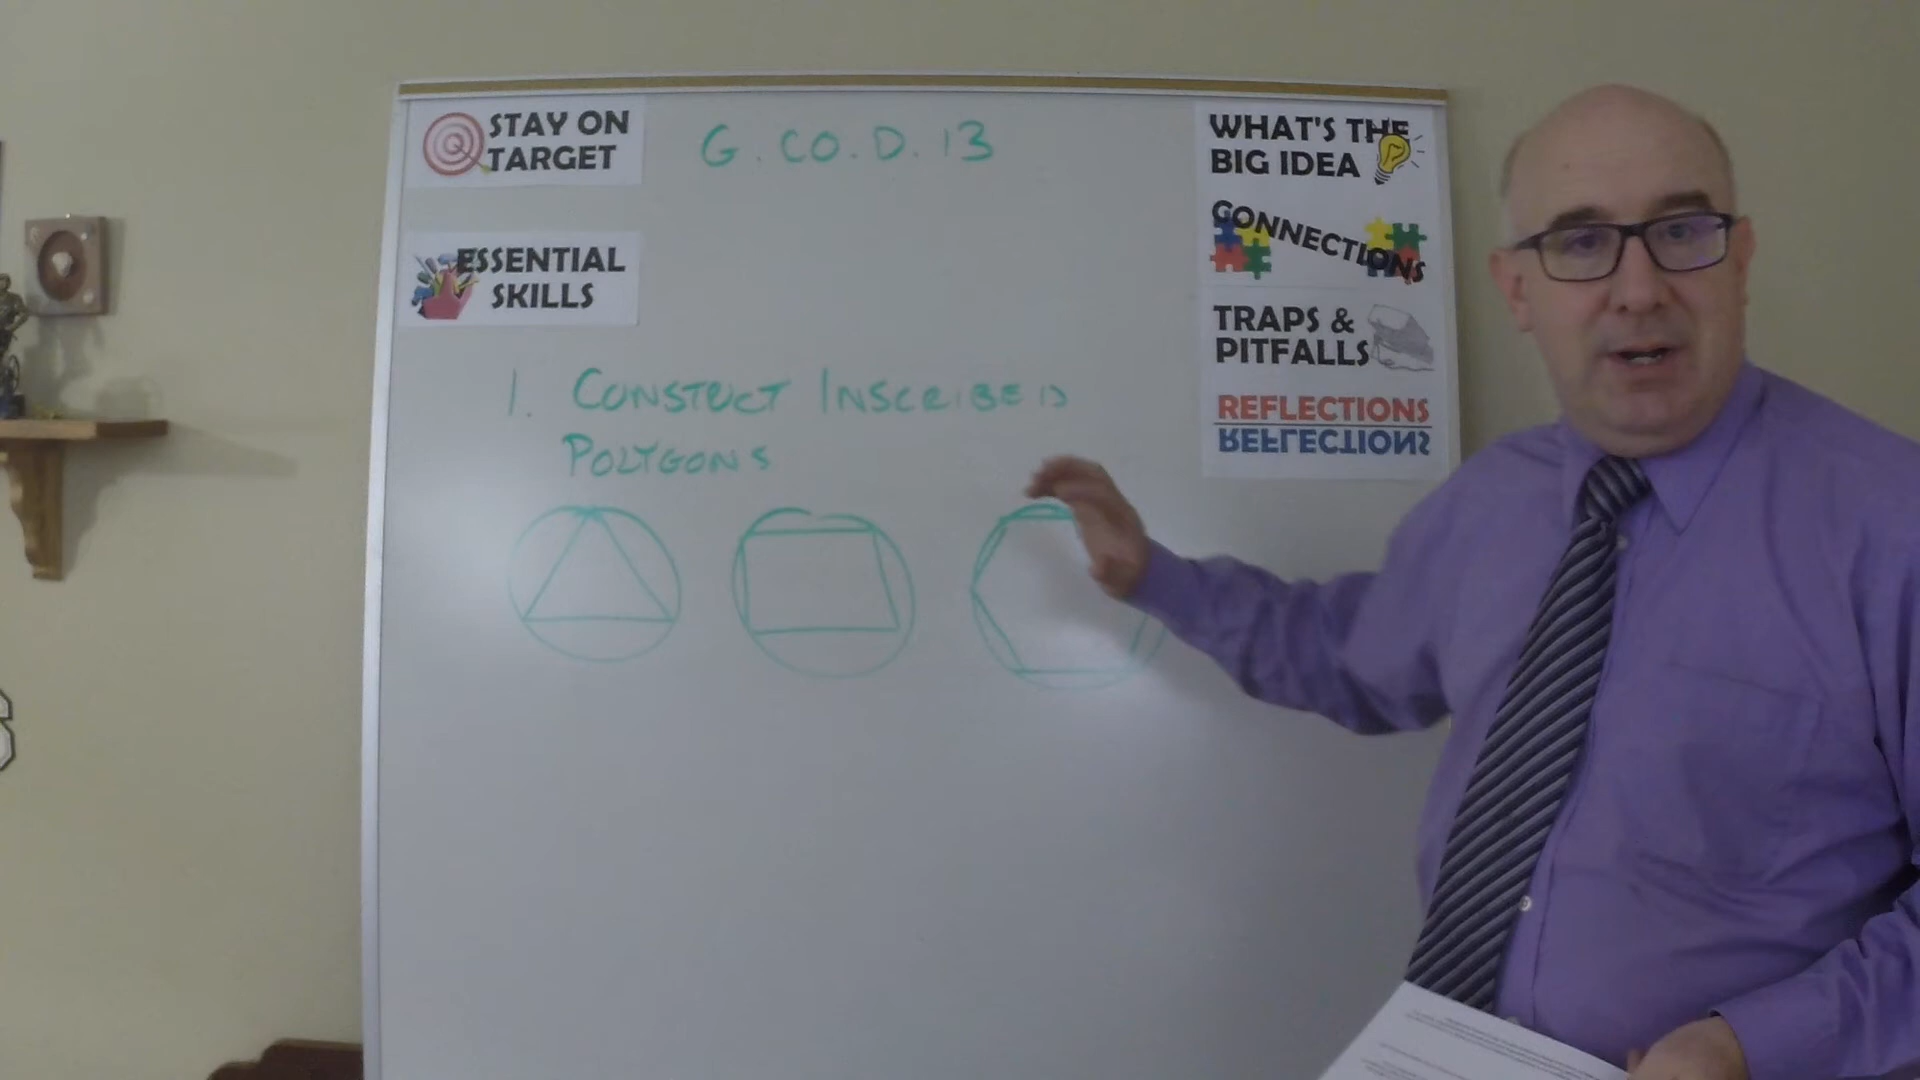 STAY ON
TARGET
G.CO.D.13
ESSENTIAL
SKILLS
1. CONSTRUCT INSCRIBED
POLYGONS
WHAT'S THE
BIG IDEA
CONNECTIONS
TRAPS &
PITFALLS
REFLECTIONS
REFLECTIONS